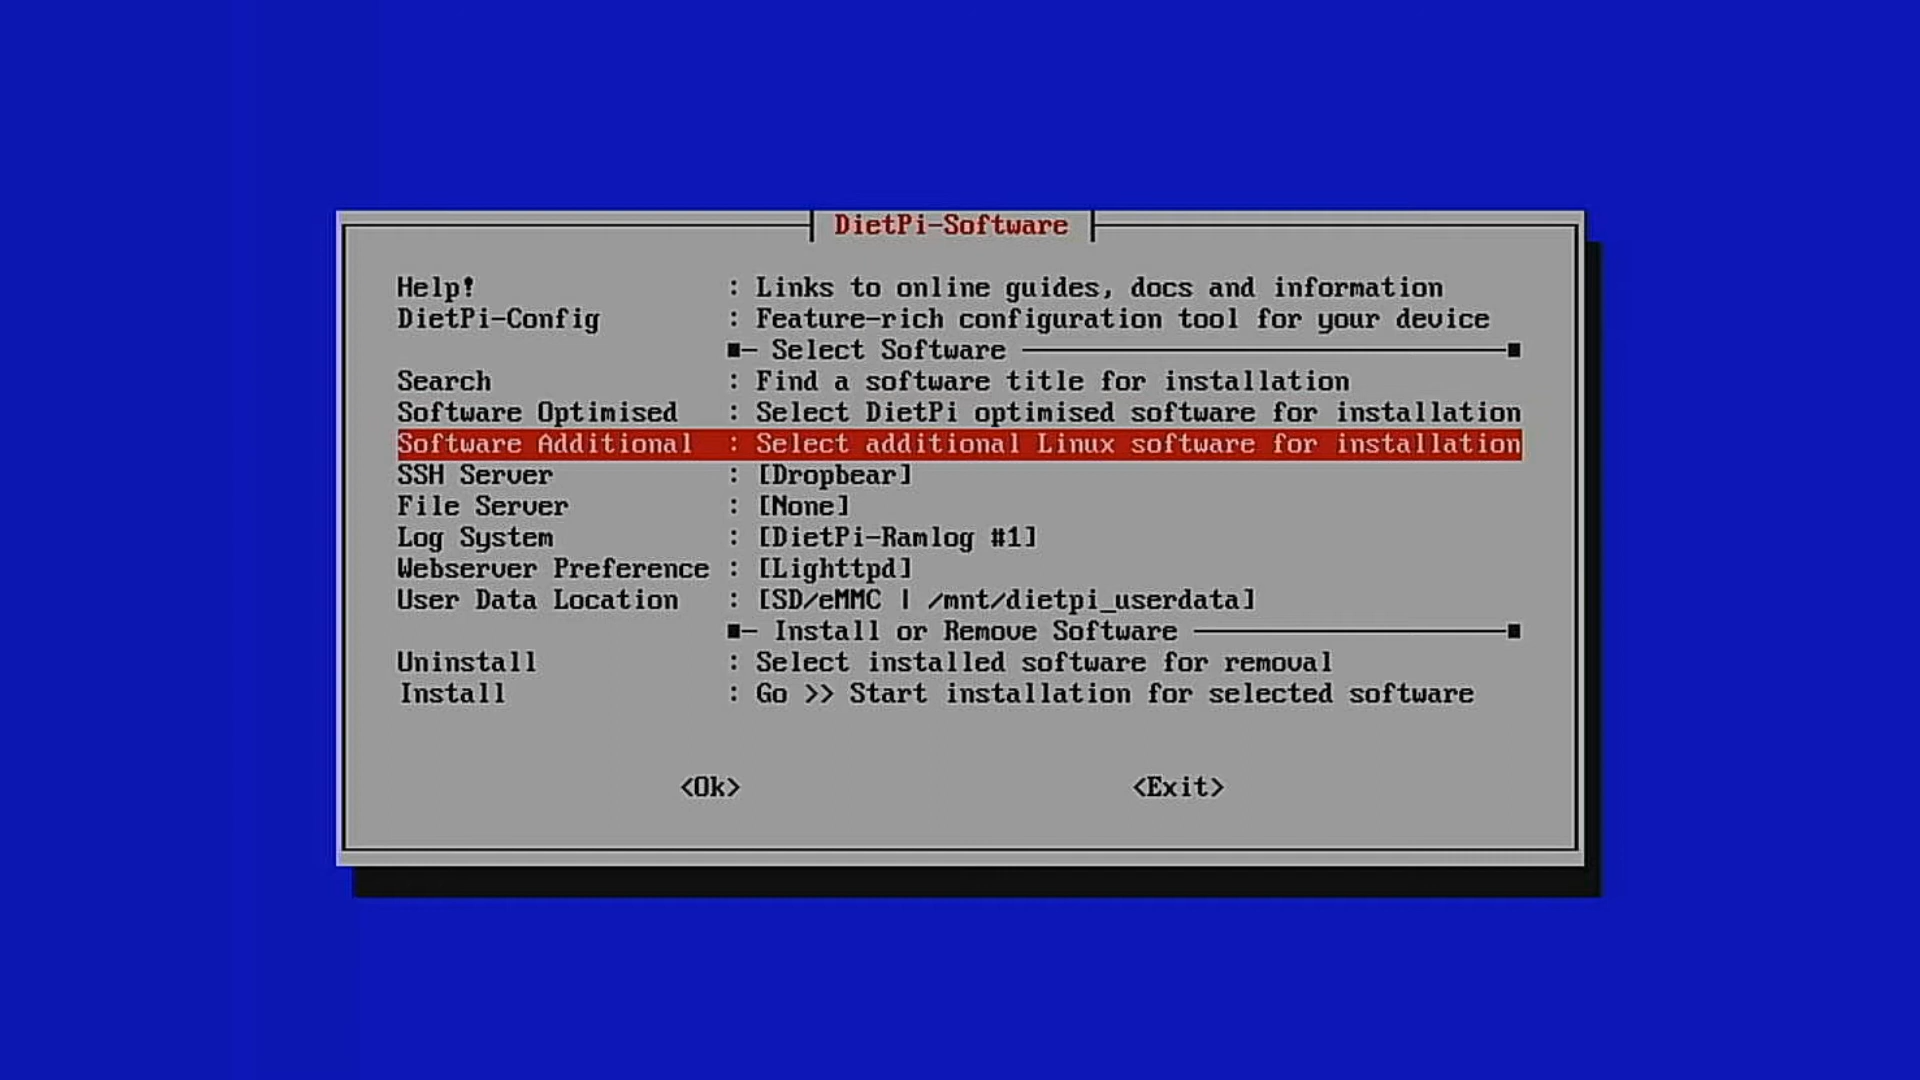 DietPi-Software
Help! : Links to online guides, docs and information
DietPi-Config : Feature-rich configuration tool for your device
Select Software
Search : Find a software title for installation
Software Optimised : Select DietPi optimised software for installation
Software Additional : Select additional Linux software for installation
SSH Server : [Dropbear]
File Server : [None]
Log System : [DietPi-Ramlog #1]
Webserver Preference : [Lighttpd]
User Data Location : [SD/eMMC | /mnt/dietpi_userdata]
Install or Remove Software
Uninstall : Select installed software for removal
Install : Go >> Start installation for selected software
<Ok> <Exit>